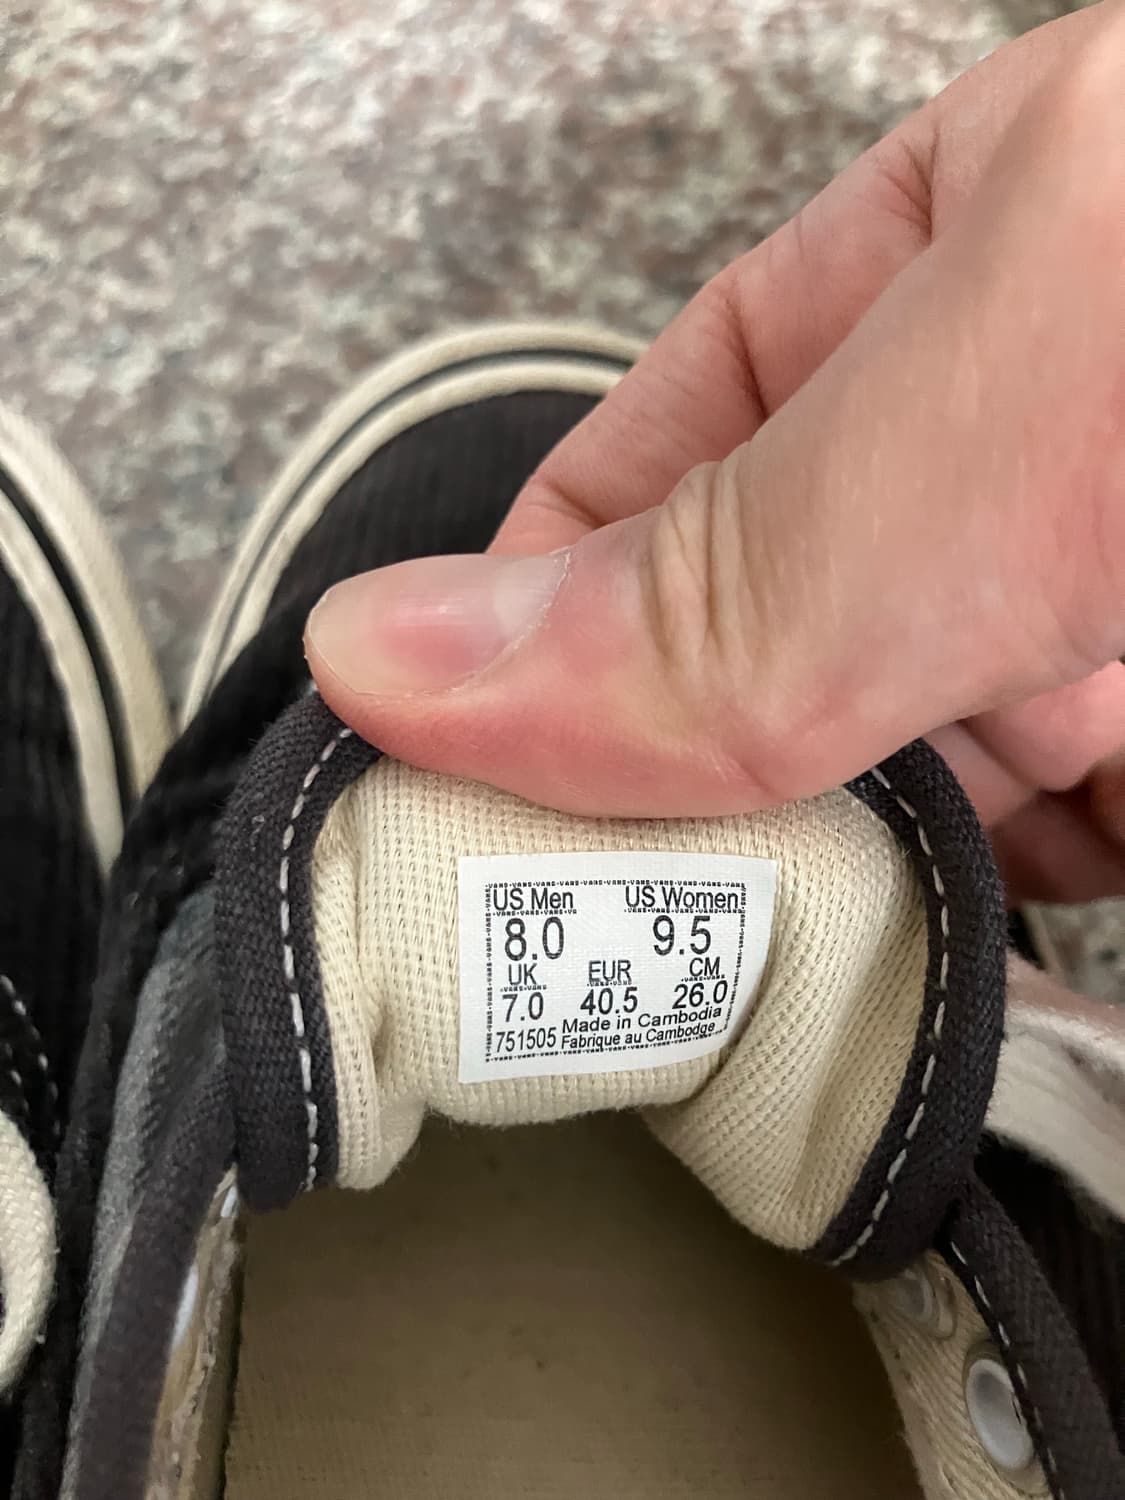 US Men US Women
8.0 9.5
UK EUR CM
7.0 40.5 26.0
Made in Cambodia
751505 Fabrique au Cambodge